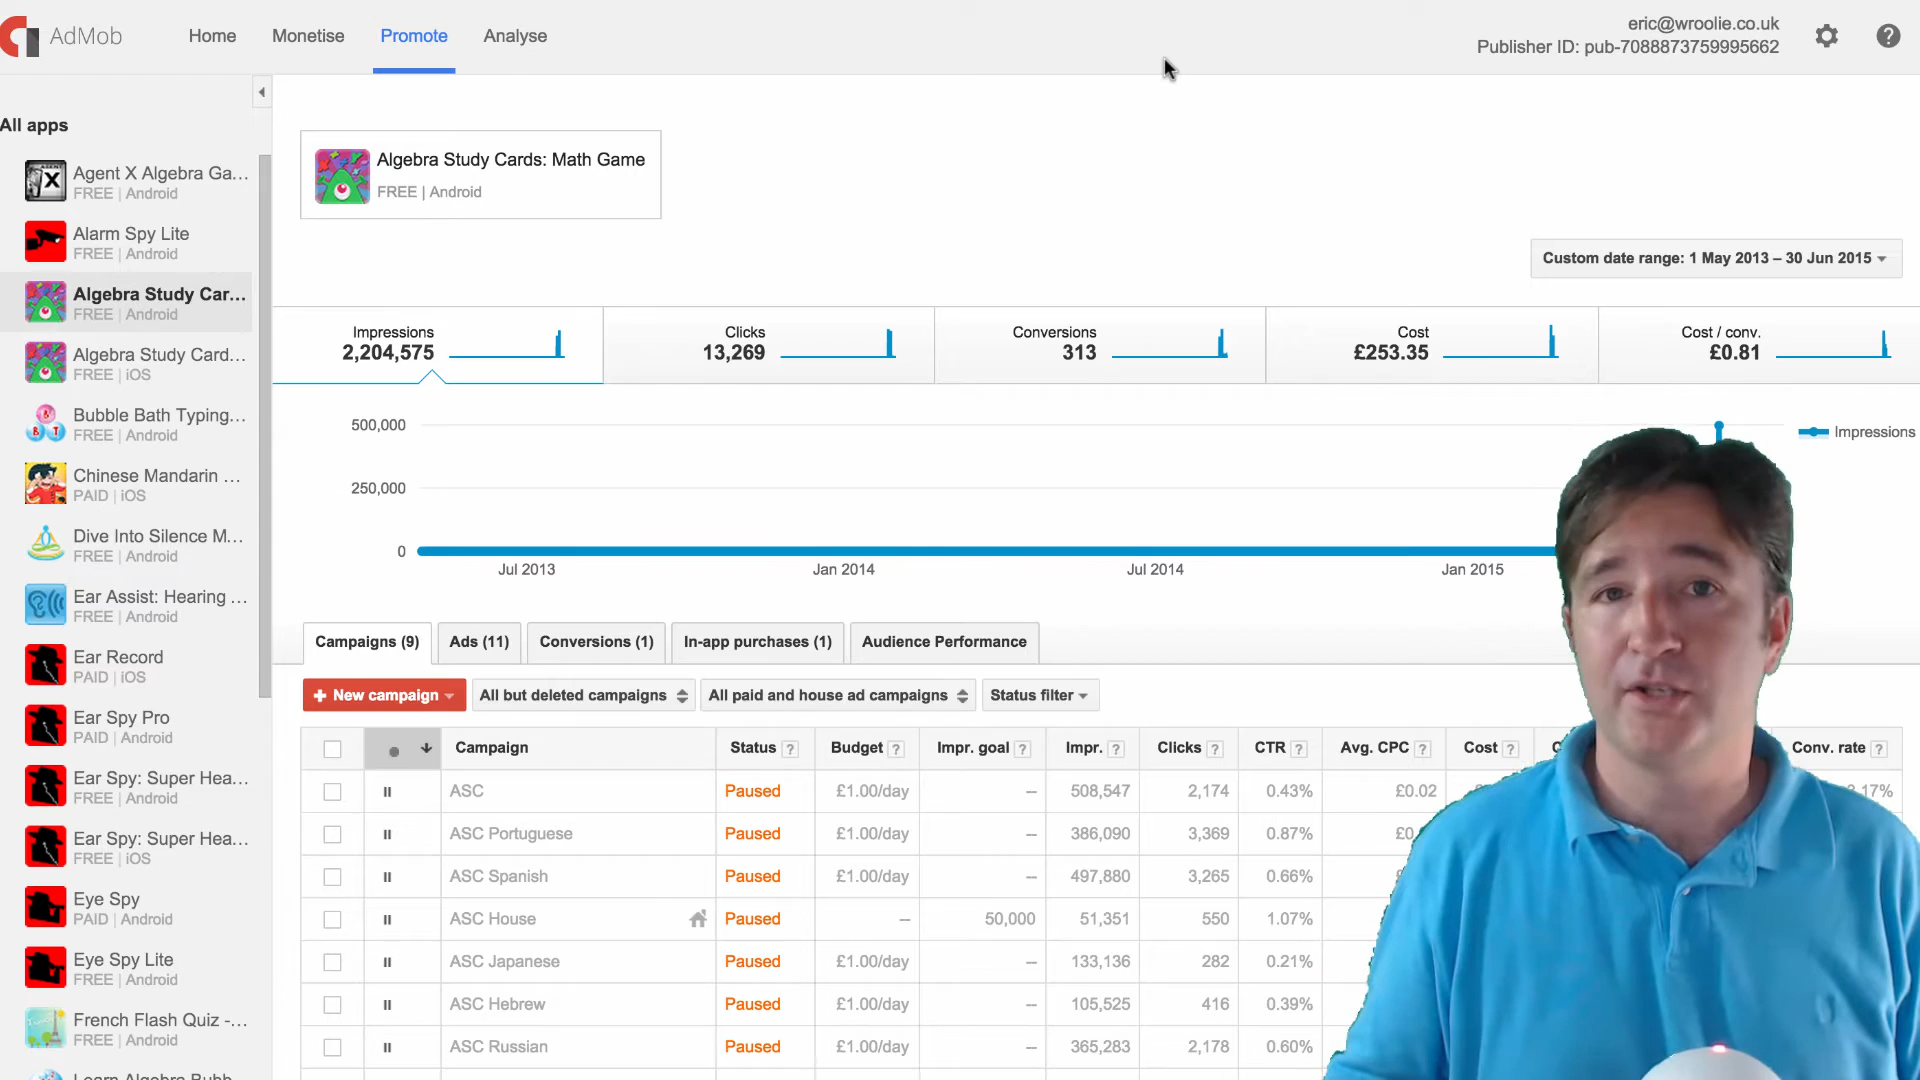 AdMob
Home
Monetise
Promote
Analyse
eric@wroolie.co.uk
Publisher ID: pub-7088873759995662
All apps
Agent X Algebra Ga...
FREE | Android
Alarm Spy Lite
FREE | Android
Algebra Study Car...
FREE | Android
Algebra Study Card...
FREE | iOS
Bubble Bath Typing...
FREE | Android
Chinese Mandarin ...
PAID | iOS
Dive Into Silence M...
FREE | Android
Ear Assist: Hearing ...
FREE | Android
Ear Record
PAID | iOS
Ear Spy Pro
PAID | Android
Ear Spy: Super Hea...
FREE | Android
Ear Spy: Super Hea...
FREE | iOS
Eye Spy
PAID | Android
Eye Spy Lite
FREE | Android
French Flash Quiz -...
FREE | Android
Learn Algebra Bubb
Algebra Study Cards: Math Game
FREE | Android
Custom date range: 1 May 2013 – 30 Jun 2015
Impressions
2,204,575
Clicks
13,269
Conversions
313
Cost
£253.35
Cost / conv.
£0.81
500,000
250,000
0
Jul 2013
Jan 2014
Jul 2014
Jan 2015
Impressions
Campaigns (9)
Ads (11)
Conversions (1)
In-app purchases (1)
Audience Performance
+ New campaign
All but deleted campaigns
All paid and house ad campaigns
Status filter
Campaign Status ? Budget ? Impr. goal ? Impr. ? Clicks ? CTR ? Avg. CPC ? Cost ? Conv. rate ?
ASC Paused £1.00/day -- 508,547 2,174 0.43% £0.02
ASC Portuguese Paused £1.00/day -- 386,090 3,369 0.87%
ASC Spanish Paused £1.00/day -- 497,880 3,265 0.66%
ASC House Paused -- 50,000 51,351 550 1.07%
ASC Japanese Paused £1.00/day -- 133,136 282 0.21%
ASC Hebrew Paused £1.00/day -- 105,525 416 0.39%
ASC Russian Paused £1.00/day -- 365,283 2,178 0.60%